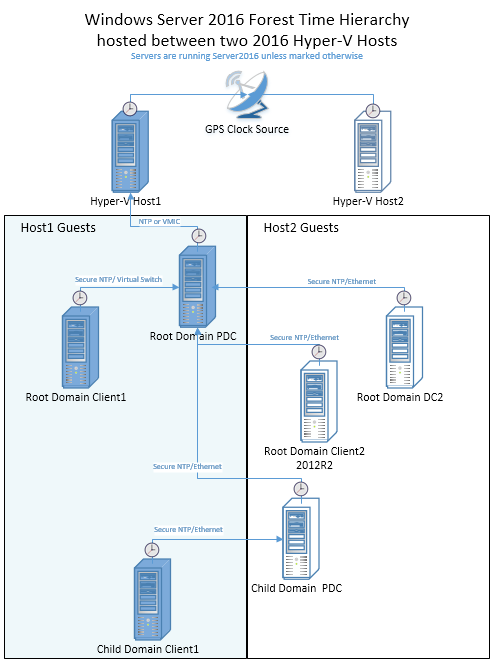 Windows Server 2016 Forest Time Hierarchy
hosted between two 2016 Hyper-V Hosts
Servers are running Server2016 unless marked otherwise
GPS Clock Source
Hyper-V Host1
Hyper-V Host2
NTP or VMIC
Host1 Guests
Host2 Guests
Secure NTP/ Virtual Switch
Secure NTP/Ethernet
Root Domain PDC
Secure NTP/Ethernet
Root Domain Client1
Root Domain DC2
Root Domain Client2
2012R2
Secure NTP/Ethernet
Secure NTP/Ethernet
Child Domain PDC
Child Domain Client1